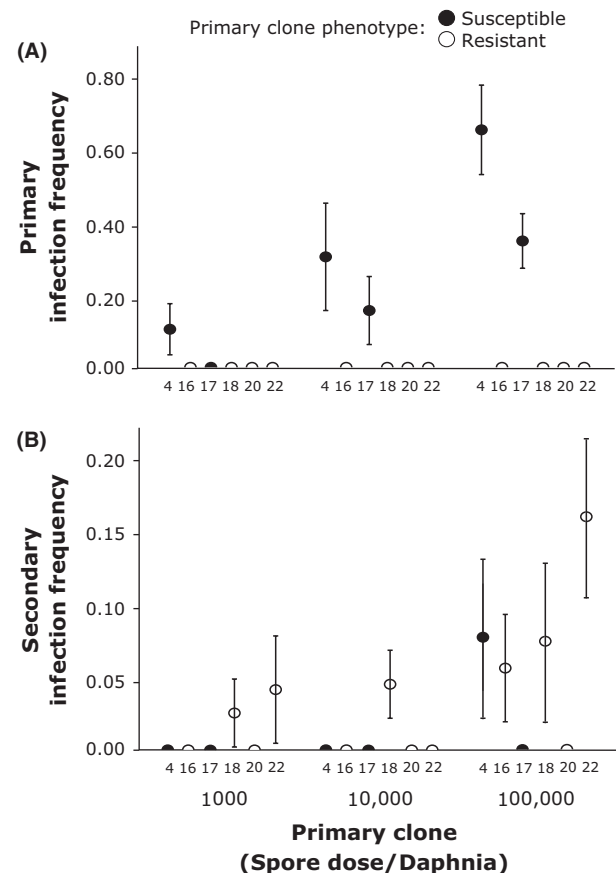 Primary clone phenotype: ● Susceptible
○ Resistant
(A)
Primary
infection frequency
0.80
0.60
0.40
0.20
0.00
4 16 17 18 20 22 4 16 17 18 20 22 4 16 17 18 20 22
(B)
Secondary
infection frequency
0.20
0.15
0.10
0.05
0.00
4 16 17 18 20 22 4 16 17 18 20 22 4 16 17 18 20 22
1000 10,000 100,000
Primary clone
(Spore dose/Daphnia)